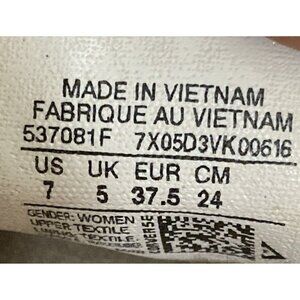 MADE IN VIETNAM
FABRIQUE AU VIETNAM
537081F 7X05D3VK00616
US UK EUR CM
7 5 37.5 24
GENDER: WOMEN
UPPER TEXTILE
TEXTILE